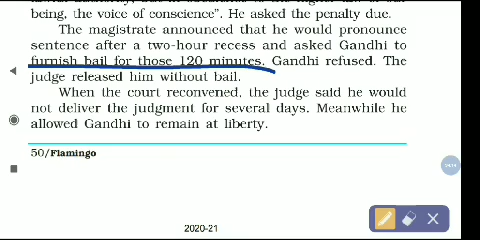 being, the voice of conscience". He asked the penalty due.
The magistrate announced that he would pronounce
sentence after a two-hour recess and asked Gandhi to
furnish bail for those 120 minutes. Gandhi refused. The
judge released him without bail.
When the court reconvened, the judge said he would
not deliver the judgment for several days. Meanwhile he
allowed Gandhi to remain at liberty.
50/Flamingo
2020-21